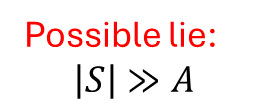 Possible lie:
|𝑆| ≫ 𝐴